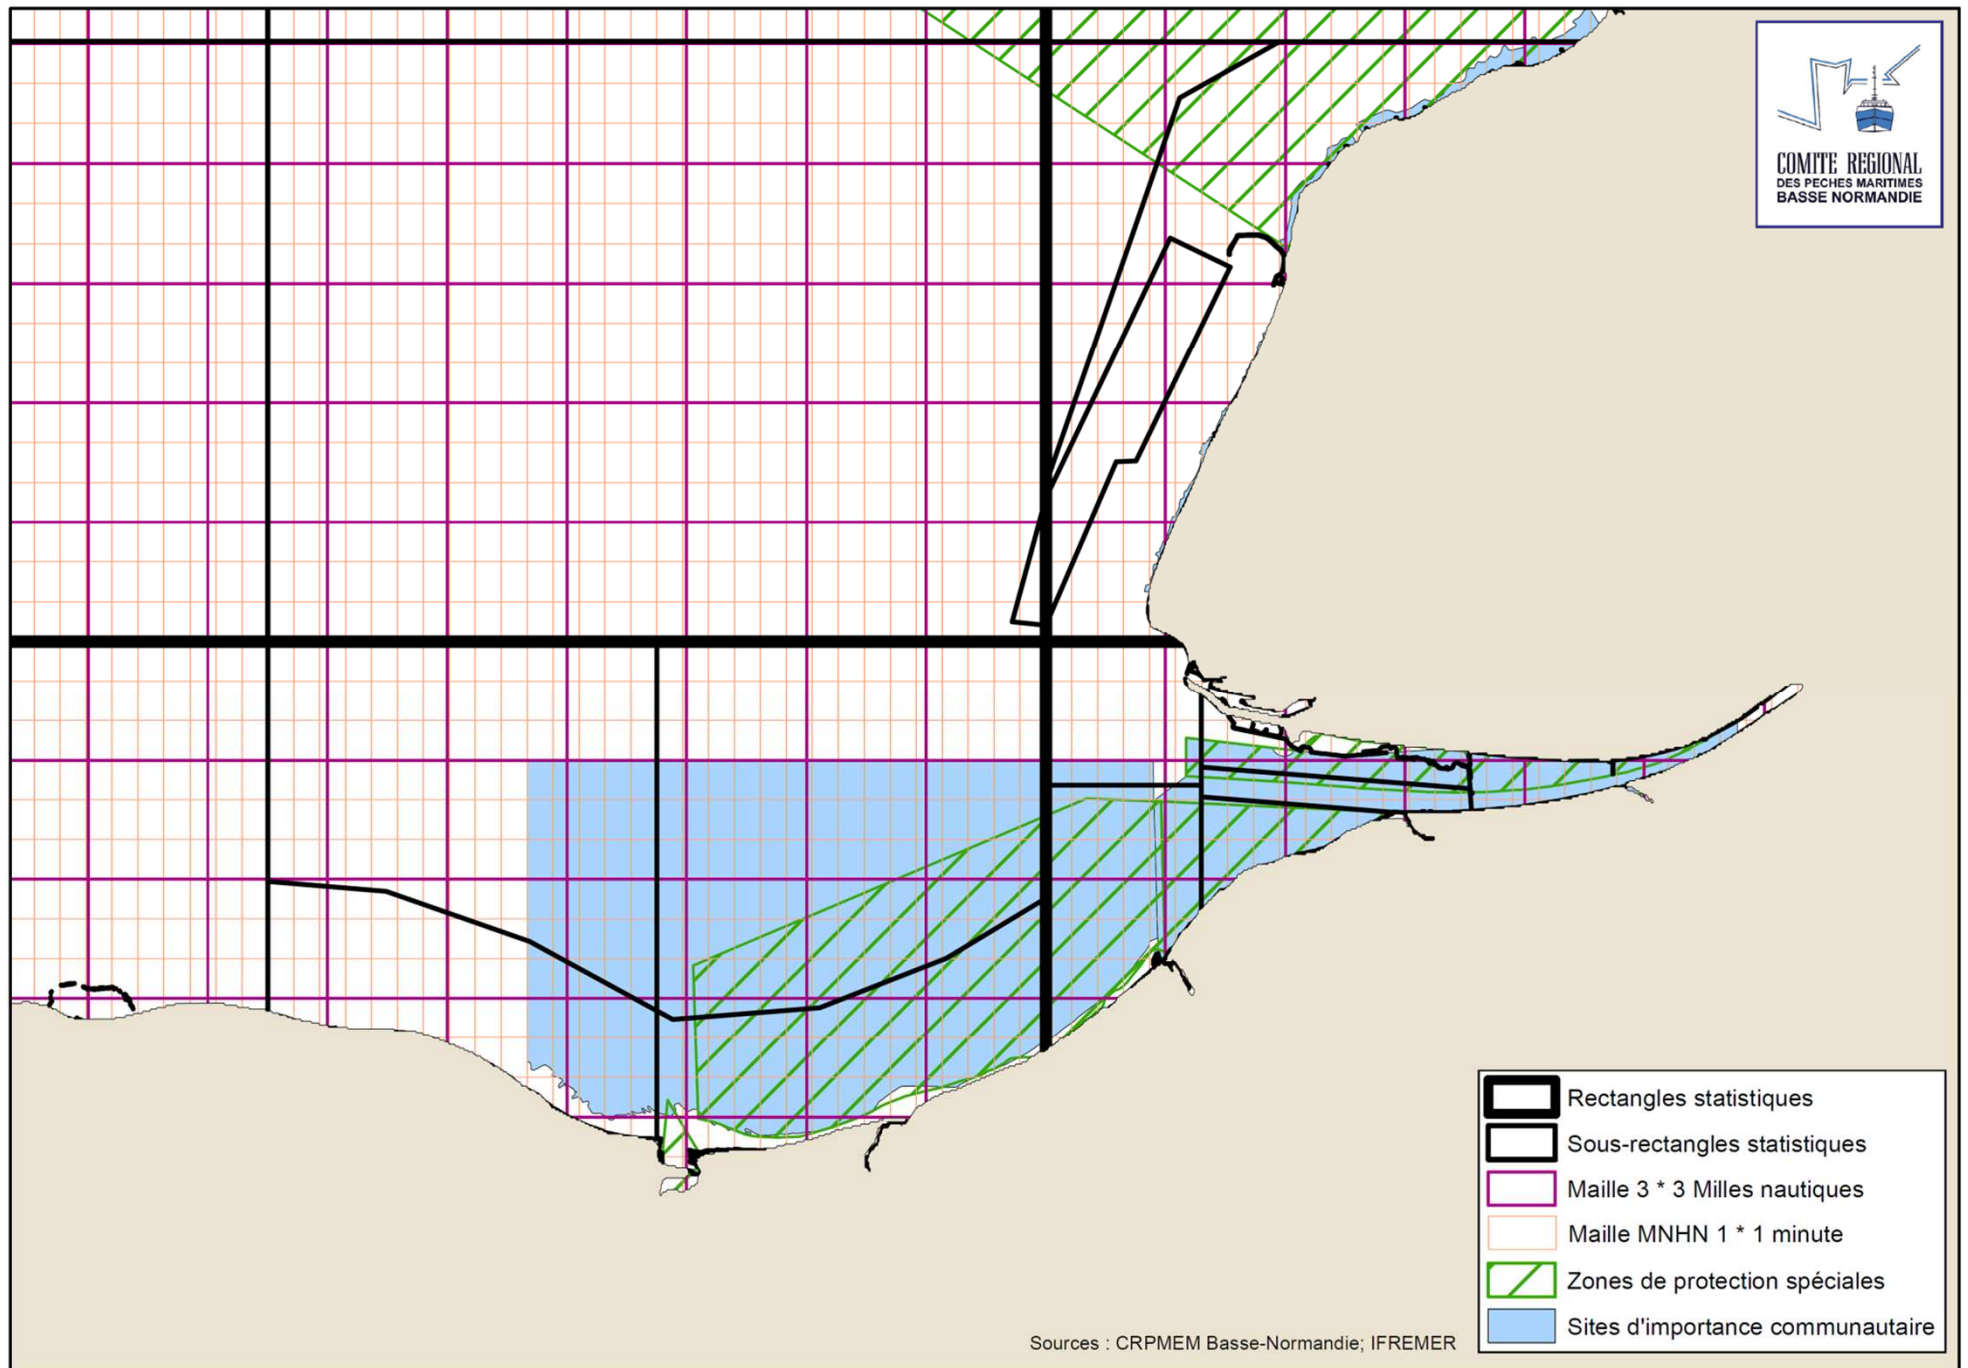 COMITE REGIONAL
DES PECHES MARITIMES
BASSE NORMANDIE
Rectangles statistiques
Sous-rectangles statistiques
Maille 3 * 3 Milles nautiques
Maille MNHN 1 * 1 minute
Zones de protection spéciales
Sites d'importance communautaire
Sources : CRPMEM Basse-Normandie; IFREMER